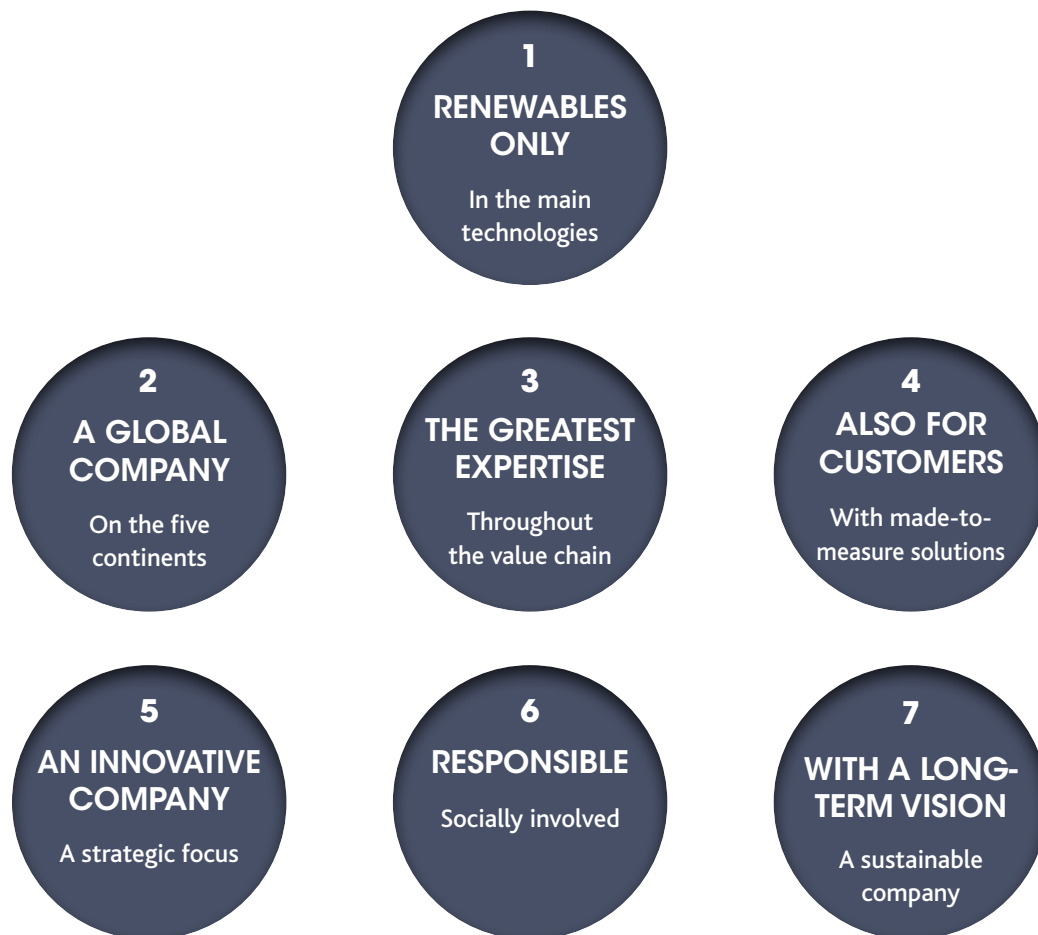 1
RENEWABLES
ONLY
In the main
technologies
2
A GLOBAL
COMPANY
On the five
continents
3
THE GREATEST
EXPERTISE
Throughout
the value chain
4
ALSO FOR
CUSTOMERS
With made-to-
measure solutions
5
AN INNOVATIVE
COMPANY
A strategic focus
6
RESPONSIBLE
Socially involved
7
WITH A LONG-
TERM VISION
A sustainable
company